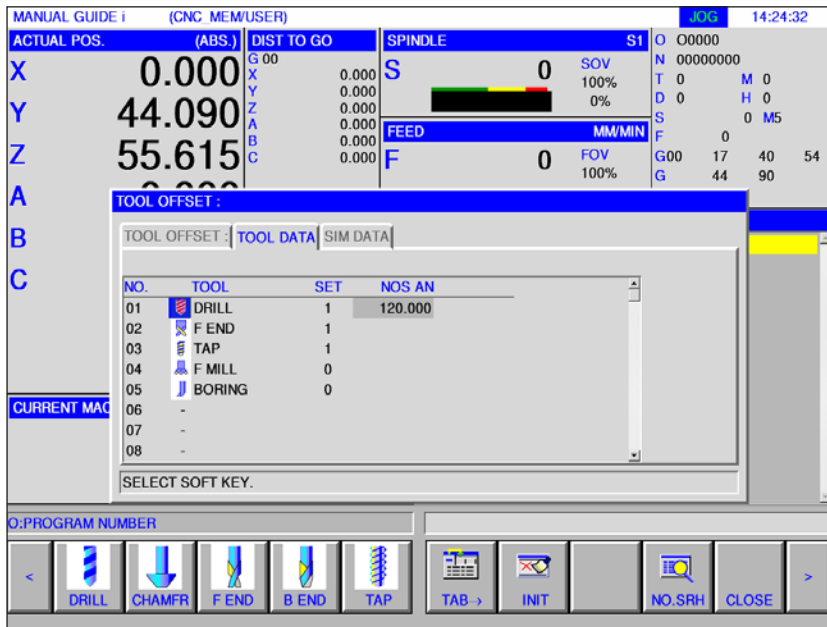 MANUAL GUIDE i (CNC_MEM/USER) JOG 14:24:32
ACTUAL POS. (ABS.)
X 0.000
Y 44.090
Z 55.615
A
B
C
DIST TO GO
G 00
X 0.000
Y 0.000
Z 0.000
A 0.000
B 0.000
C 0.000
SPINDLE S1
S 0 SOV
100%
0%
FEED MM/MIN
F 0 FOV
100%
O O0000
N 00000000
T 0 M 0
D 0 H 0
S 0 M5
F 0
G00 17 40 54
G 44 90
CURRENT MAC
TOOL OFFSET :
TOOL OFFSET : TOOL DATA SIM DATA
NO. TOOL SET NOS AN
01 DRILL 1 120.000
02 F END 1
03 TAP 1
04 F MILL 0
05 BORING 0
06 -
07 -
08 -
SELECT SOFT KEY.
O:PROGRAM NUMBER
< DRILL CHAMFR F END B END TAP TAB→ INIT NO.SRH CLOSE >